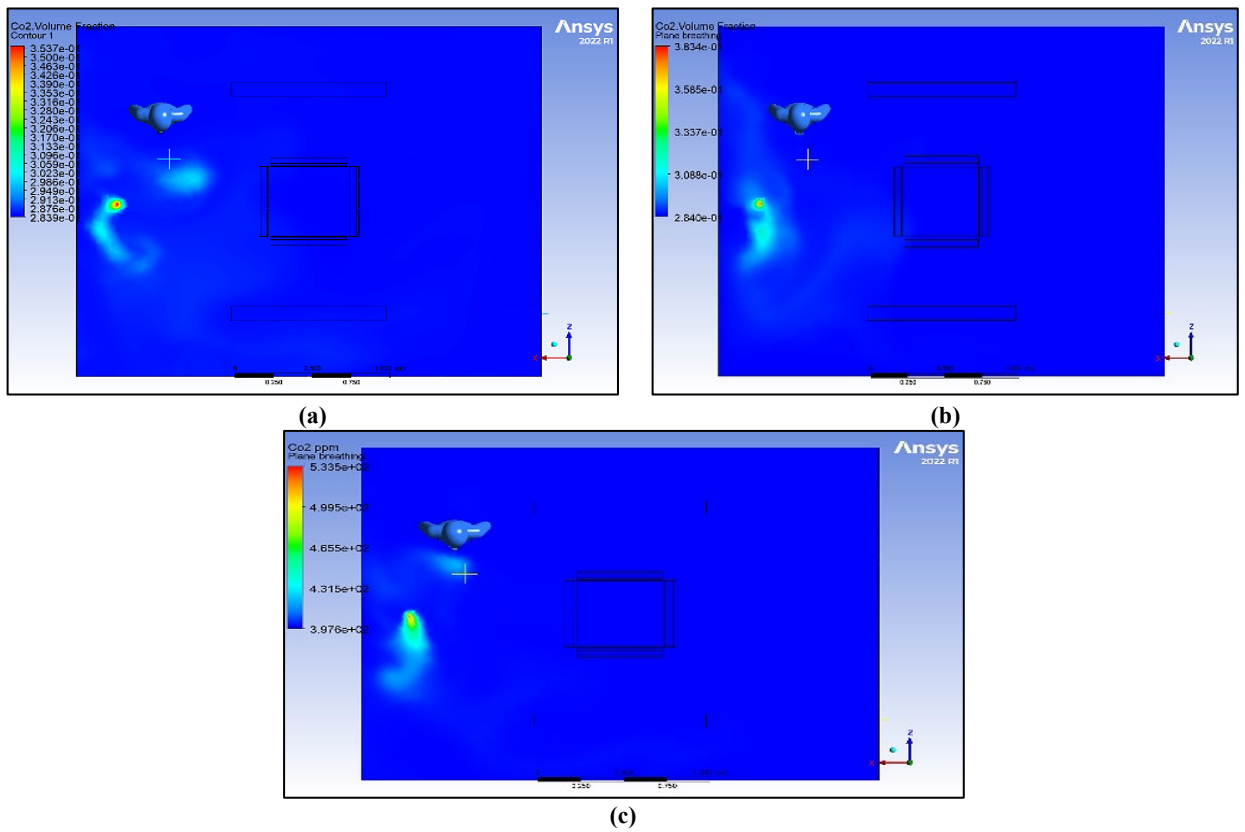 Co2.Volume Fraction
Contour 1
3.537e-0
3.500e-0
3.463e-0
3.426e-0
3.390e-0
3.353e-0
3.316e-0
3.280e-0
3.243e-0
3.206e-0
3.170e-0
3.133e-0
3.096e-0
3.059e-0
3.023e-0
2.986e-0
2.949e-0
2.913e-0
2.876e-0
2.839e-0
Ansys
2022 R1
Z
X
0
0.500
0.250
0.750
(a)
Co2.Volume Fraction
Plane breathing
3.834e-0
3.585e-0
3.337e-0
3.088e-0
2.840e-0
Ansys
2022 R1
Z
X
0
0.250
0.750
(b)
Co2 ppm
Plane breathing
5.335e+02
4.995e+02
4.655e+02
4.315e+02
3.976e+02
Ansys
2022 R1
Z
X
0
0.250
0.750
(c)